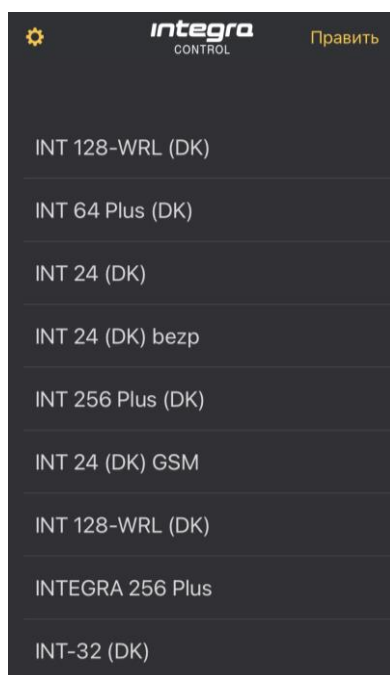 integra
CONTROL
Править
INT 128-WRL (DK)
INT 64 Plus (DK)
INT 24 (DK)
INT 24 (DK) bezp
INT 256 Plus (DK)
INT 24 (DK) GSM
INT 128-WRL (DK)
INTEGRA 256 Plus
INT-32 (DK)